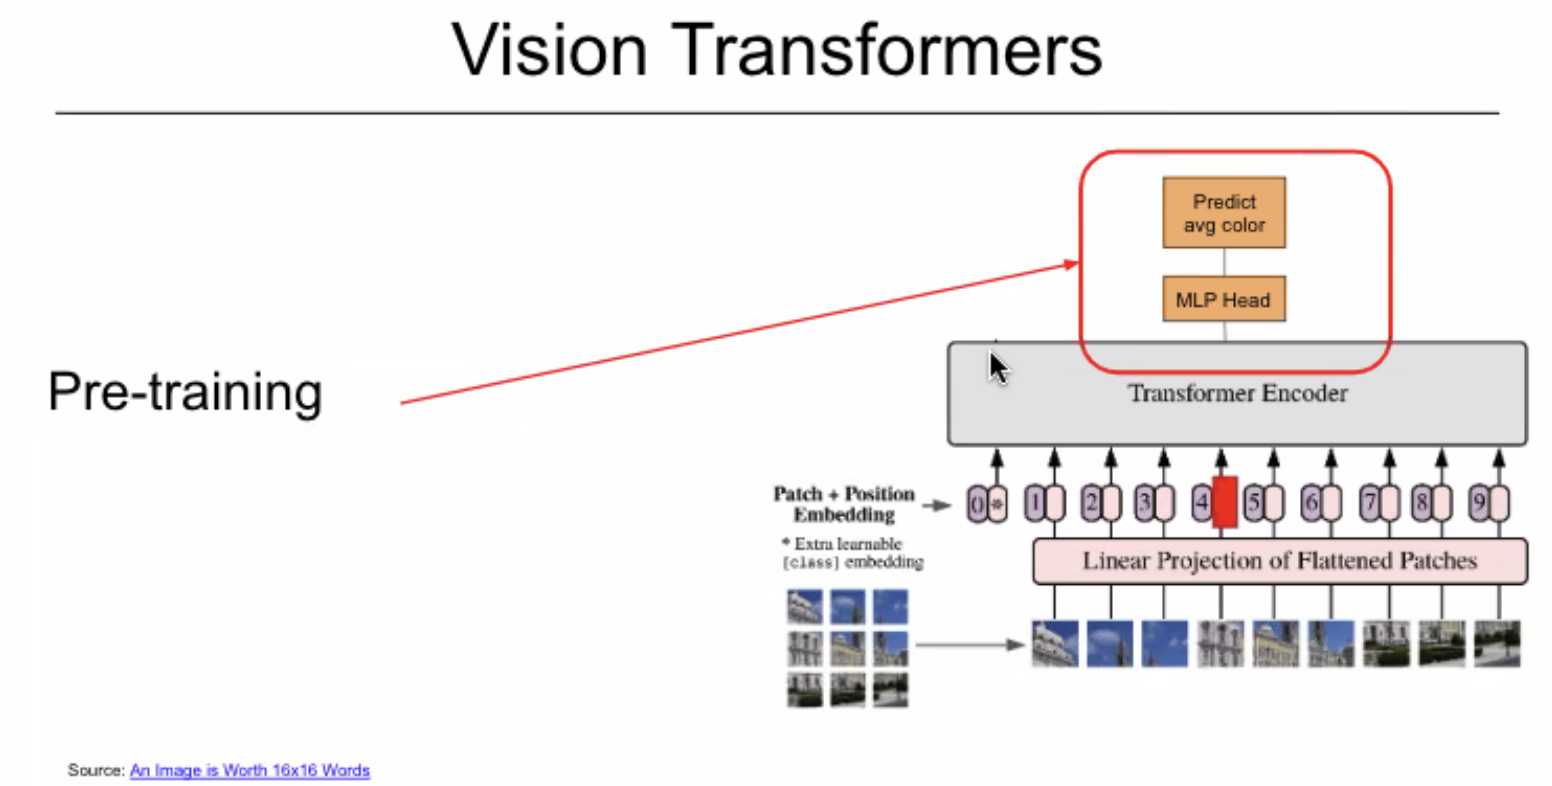 Vision Transformers
Predict
avg color
MLP Head
Pre-training
Transformer Encoder
Patch + Position
Embedding
0 * 1 2 3 4 5 6 7 8 9
* Extra learnable
[class] embedding
Linear Projection of Flattened Patches
Source: An Image is Worth 16x16 Words